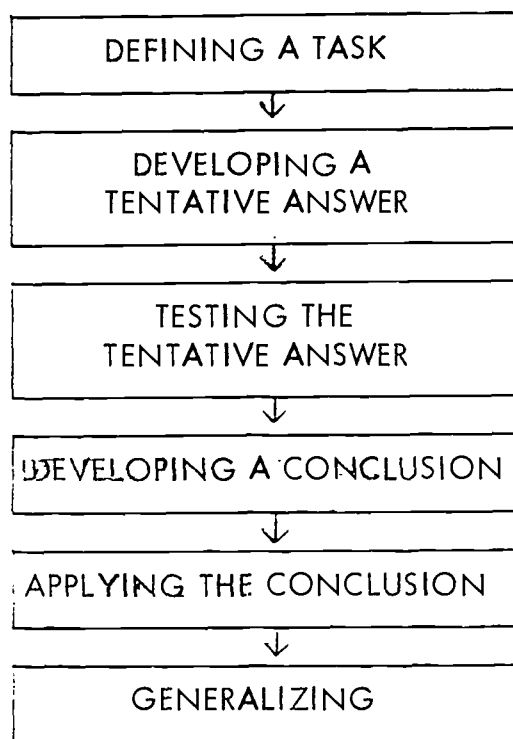 DEFINING A TASK
DEVELOPING A
TENTATIVE ANSWER
TESTING THE
TENTATIVE ANSWER
DEVELOPING A CONCLUSION
APPLYING THE CONCLUSION
GENERALIZING